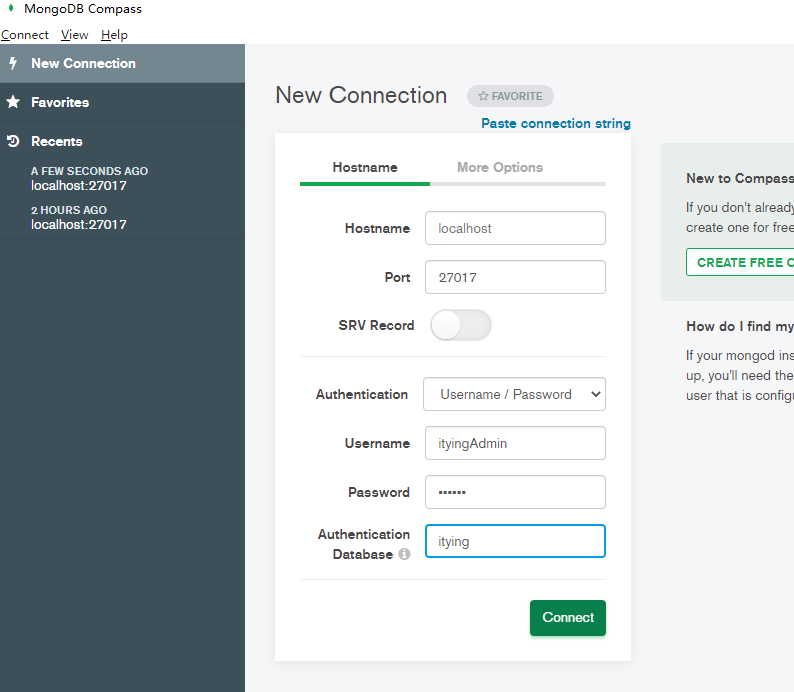 MongoDB Compass
Connect View Help
New Connection
Favorites
Recents
A FEW SECONDS AGO
localhost:27017
2 HOURS AGO
localhost:27017
New Connection
FAVORITE
Paste connection string
Hostname More Options
Hostname localhost
Port 27017
SRV Record
Authentication Username / Password
Username ityingAdmin
Password ••••••
Authentication
Database itying
Connect
New to Compass
If you don't already
create one for free
CREATE FREE C
How do I find my
If your mongod ins
up, you'll need the
user that is config